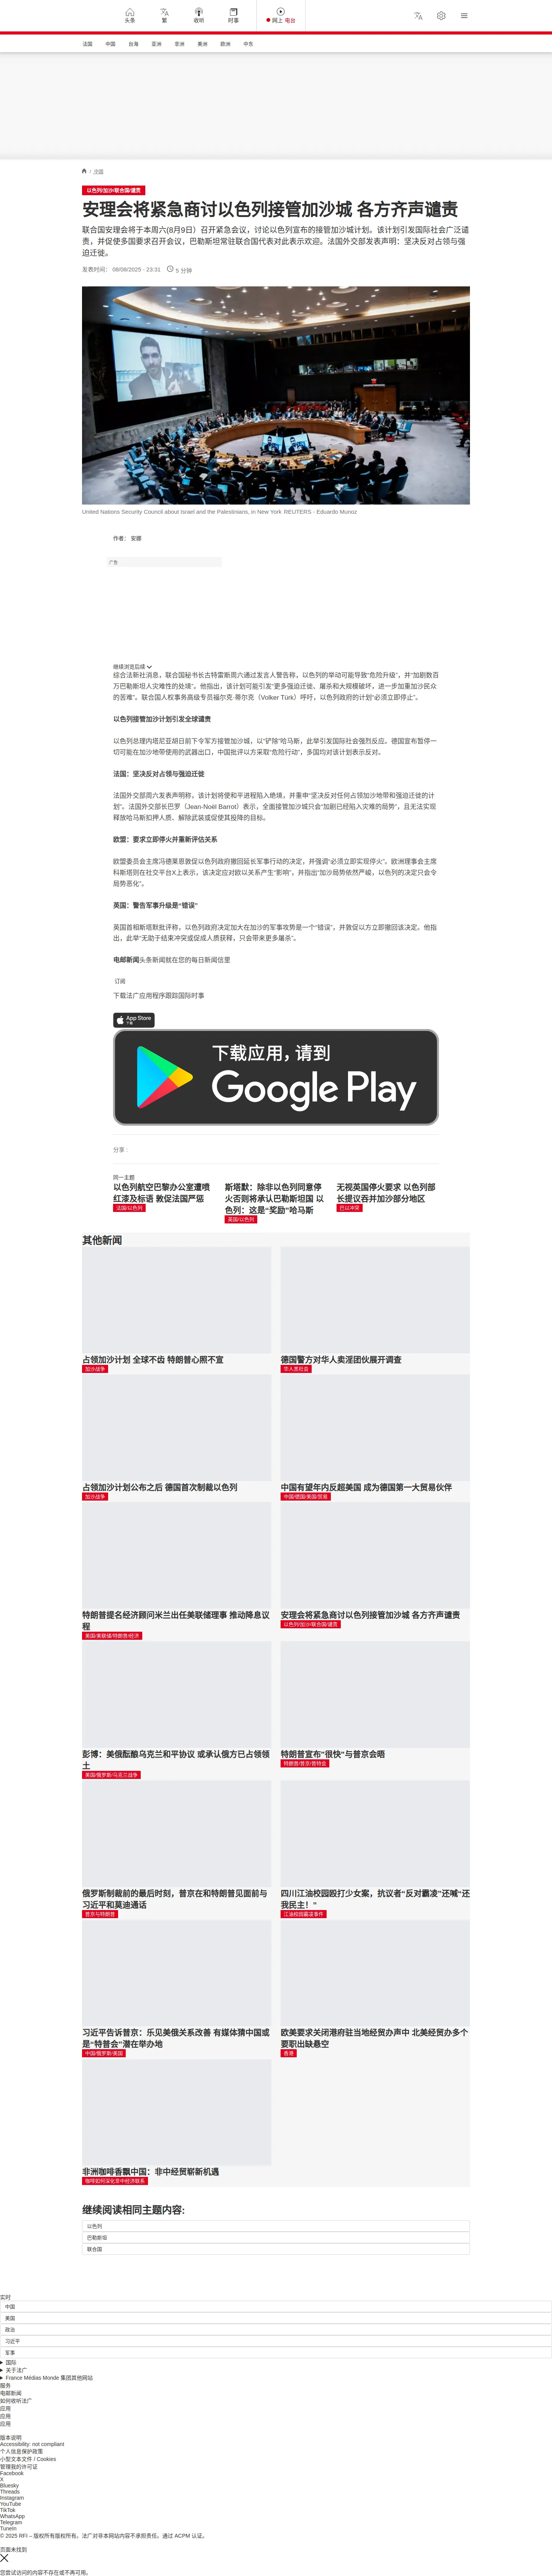 头条
繁
收听
时事
网上 电台
法国
中国
台海
亚洲
非洲
美洲
欧洲
中东
/ 中国
以色列/加沙/联合国/谴责
安理会将紧急商讨以色列接管加沙城 各方齐声谴责
联合国安理会将于本周六(8月9日）召开紧急会议，讨论以色列宣布的接管加沙城计划。该计划引发国际社会广泛谴
责，并促使多国要求召开会议，巴勒斯坦常驻联合国代表对此表示欢迎。法国外交部发表声明：坚决反对占领与强
迫迁徙。
发表时间： 08/08/2025 - 23:31 5 分钟
United Nations Security Council about Israel and the Palestinians, in New York REUTERS - Eduardo Munoz
作者： 安娜
广告
继续浏览后续
综合法新社消息，联合国秘书长古特雷斯周六通过发言人警告称，以色列的举动可能导致“危险升级”，并“加剧数百
万巴勒斯坦人灾难性的处境”。他指出，该计划可能引发“更多强迫迁徙、屠杀和大规模破坏，进一步加重加沙民众
的苦难”。联合国人权事务高级专员福尔克·蒂尔克（Volker Türk）呼吁，以色列政府的计划“必须立即停止”。
以色列接管加沙计划引发全球谴责
以色列总理内塔尼亚胡日前下令军方接管加沙城，以“铲除”哈马斯，此举引发国际社会强烈反应。德国宣布暂停一
切可能在加沙地带使用的武器出口，中国批评以方采取“危险行动”，多国均对该计划表示反对。
法国：坚决反对占领与强迫迁徙
法国外交部周六发表声明称，该计划将使和平进程陷入绝境，并重申“坚决反对任何占领加沙地带和强迫迁徙的计
划”。法国外交部长巴罗（Jean-Noël Barrot）表示，全面接管加沙城只会“加剧已经陷入灾难的局势”，且无法实现
释放哈马斯扣押人质、解除武装或促使其投降的目标。
欧盟：要求立即停火并重新评估关系
欧盟委员会主席冯德莱恩敦促以色列政府撤回延长军事行动的决定，并强调“必须立即实现停火”。欧洲理事会主席
科斯塔则在社交平台X上表示，该决定应对欧以关系产生“影响”，并指出“加沙局势依然严峻，以色列的决定只会令
局势恶化”。
英国：警告军事升级是“错误”
英国首相斯塔默批评称，以色列政府决定加大在加沙的军事攻势是一个“错误”，并敦促以方立即撤回该决定。他指
出，此举“无助于结束冲突或促成人质获释，只会带来更多屠杀”。
电邮新闻头条新闻就在您的每日新闻信里
订阅
下载法广应用程序跟踪国际时事
App Store
下载
下载应用，请到
Google Play
分享 :
同一主题
以色列航空巴黎办公室遭喷
红漆及标语 敦促法国严惩
法国/以色列
斯塔默：除非以色列同意停
火否则将承认巴勒斯坦国 以
色列：这是“奖励”哈马斯
英国/以色列
无视英国停火要求 以色列部
长提议吞并加沙部分地区
巴以冲突
其他新闻
占领加沙计划 全球不齿 特朗普心照不宣
加沙战争
德国警方对华人卖淫团伙展开调查
华人黑社会
占领加沙计划公布之后 德国首次制裁以色列
加沙战争
中国有望年内反超美国 成为德国第一大贸易伙伴
中国/德国/美国/贸易
特朗普提名经济顾问米兰出任美联储理事 推动降息议
程
美国/美联储/特朗普/经济
安理会将紧急商讨以色列接管加沙城 各方齐声谴责
以色列/加沙/联合国/谴责
彭博：美俄酝酿乌克兰和平协议 或承认俄方已占领领
土
美国/俄罗斯/乌克兰战争
特朗普宣布"很快"与普京会晤
特朗普/普京/普特会
俄罗斯制裁前的最后时刻，普京在和特朗普见面前与
习近平和莫迪通话
普京与特朗普
四川江油校园殴打少女案，抗议者“反对霸凌”还喊“还
我民主！”
江油校园霸凌事件
习近平告诉普京：乐见美俄关系改善 有媒体猜中国或
是“特普会”潜在举办地
中国/俄罗斯/美国
欧美要求关闭港府驻当地经贸办声中 北美经贸办多个
要职出缺悬空
香港
非洲咖啡香飘中国：非中经贸崭新机遇
咖啡如何深化非中经济联系
继续阅读相同主题内容:
以色列
巴勒斯坦
联合国
实时
中国
美国
政治
习近平
军事
国际
关于法广
France Médias Monde 集团其他网站
服务
电邮新闻
如何收听法广
应用
应用
应用
版本说明
Accessibility: not compliant
个人信息保护政策
小型文本文件 / Cookies
管理我的许可证
Facebook
X
Bluesky
Threads
Instagram
YouTube
TikTok
WhatsApp
Telegram
TuneIn
© 2025 RFI – 版权所有版权所有。法广对非本网站内容不承担责任。通过 ACPM 认证。
页面未找到
您尝试访问的内容不存在或不再可用。